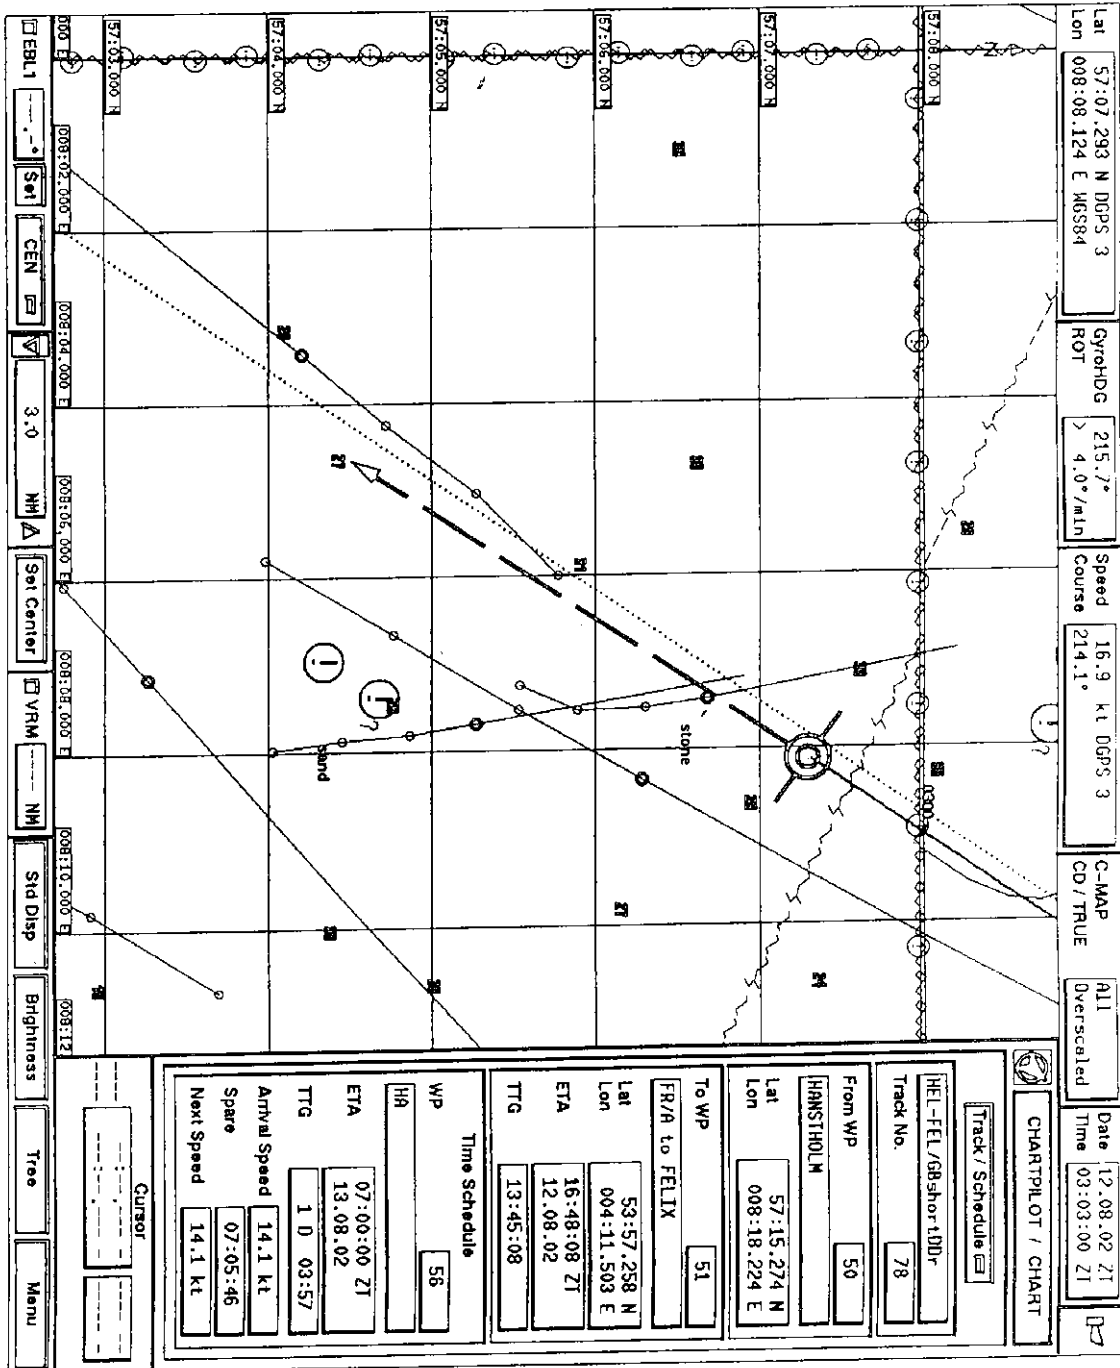 Lat 57:07.293 N DGPS 3
Lon 008:08.124 E WGS84
GyroHDG 215.7°
ROT > 4.0°/min
Speed 16.9 kt DGPS 3
Course 214.1°
C-MAP
CD / TRUE
All
Overscaled
Date 12.08.02 ZT
Time 03:03:00 ZT
CHARTPILOT / CHART
Track / Schedule
HEL-FEL/GBshortDDr
Track No. 78
From WP 50
HANSTHOLM
Lat 57:15.274 N
Lon 008:18.224 E
To WP 51
FR/A to FELIX
Lat 53:57.258 N
Lon 004:11.503 E
ETA 16:48:08 ZT
12.08.02
TTG 13:45:08
Time Schedule
WP 56
HA
ETA 07:00:00 ZT
13.08.02
TTG 1 D 03:57
Arrival Speed 14.1 kt
Spare 07:05:46
Next Speed 14.1 kt
Cursor
57:08.000 N
57:07.000 N
57:06.000 N
57:05.000 N
57:04.000 N
57:03.000 N
N
0300
28
33
24
27
stone
sand
31
27
000 E
008:02.000 E
008:04.000 E
008:06.000 E
008:08.000 E
008:10.000 E
008:12
EBL1 ---.-°
Set
CEN
3.0 NM
Set Center
VRM ----- NM
Std Disp
Brightness
Tree
Menu